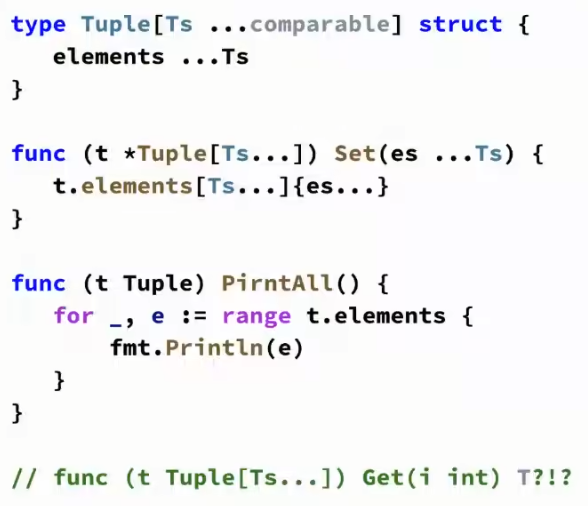 type Tuple[Ts ...comparable] struct {
elements ...Ts
}
func (t *Tuple[Ts...]) Set(es ...Ts) {
t.elements[Ts...]{es...}
}
func (t Tuple) PirntAll() {
for _, e := range t.elements {
fmt.Println(e)
}
}
// func (t Tuple[Ts...]) Get(i int) T?!?